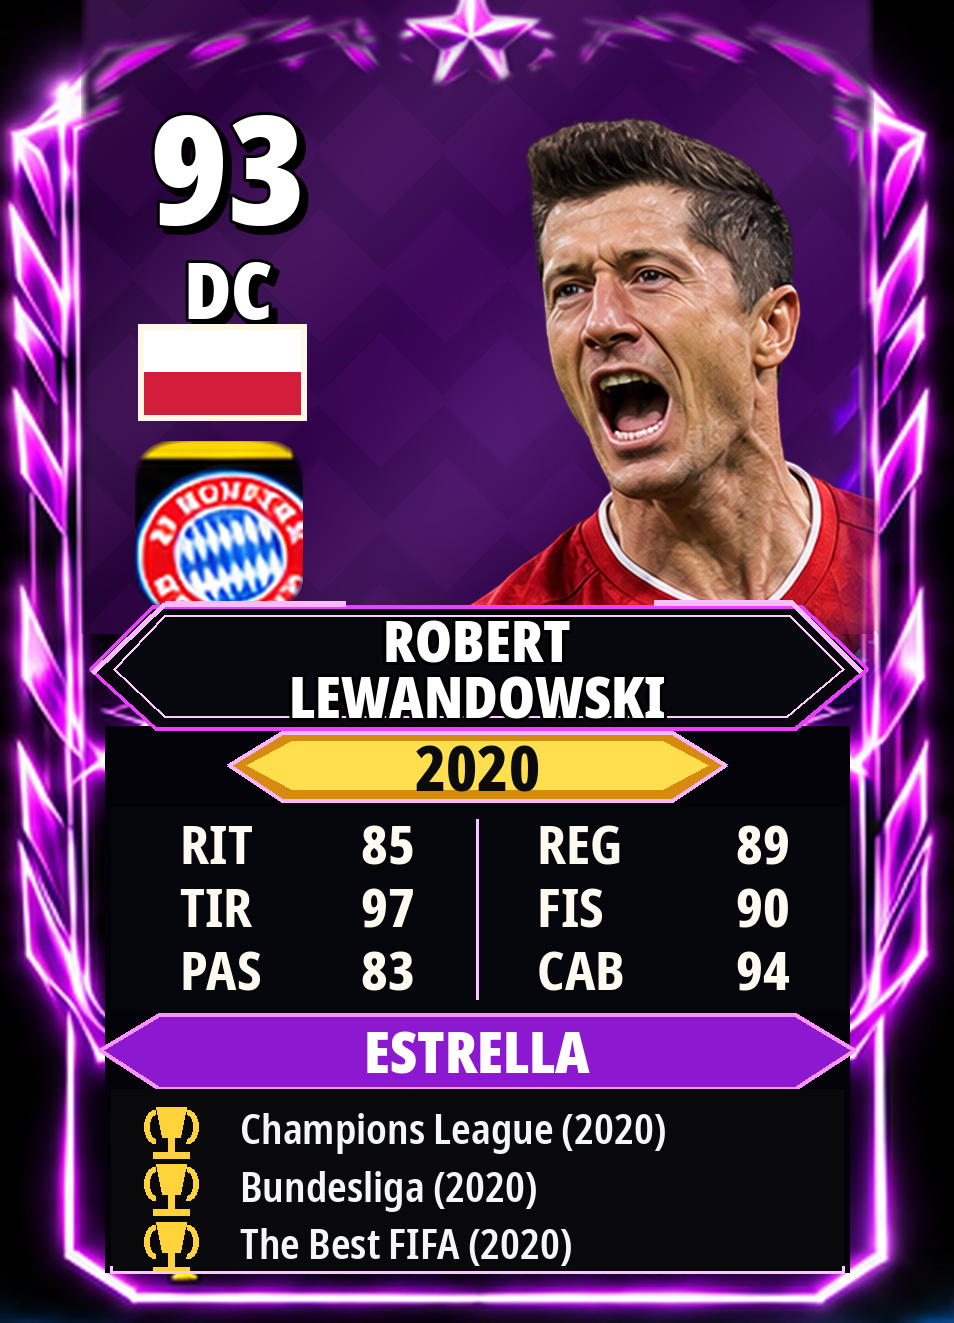 93
DC
ROBERT
LEWANDOWSKI
2020
RIT 85 REG 89
TIR 97 FIS 90
PAS 83 CAB 94
ESTRELLA
Champions League (2020)
Bundesliga (2020)
The Best FIFA (2020)